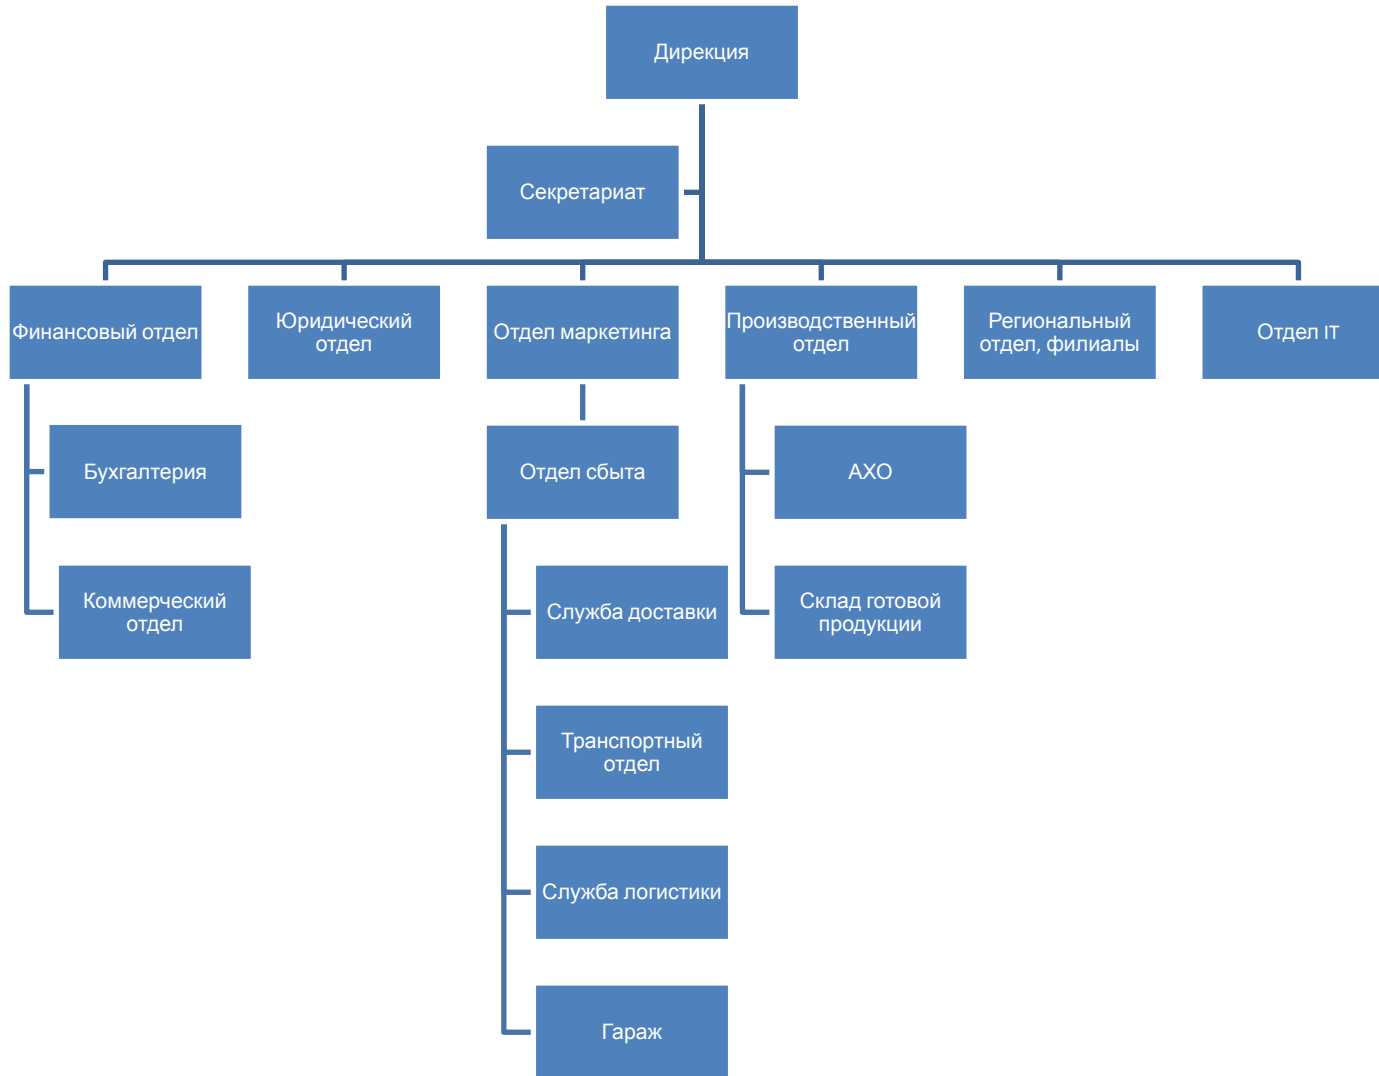 Дирекция
Секретариат
Финансовый отдел
Юридический
отдел
Отдел маркетинга
Производственный
отдел
Региональный
отдел, филиалы
Отдел IT
Бухгалтерия
Отдел сбыта
АХО
Коммерческий
отдел
Служба доставки
Склад готовой
продукции
Транспортный
отдел
Служба логистики
Гараж